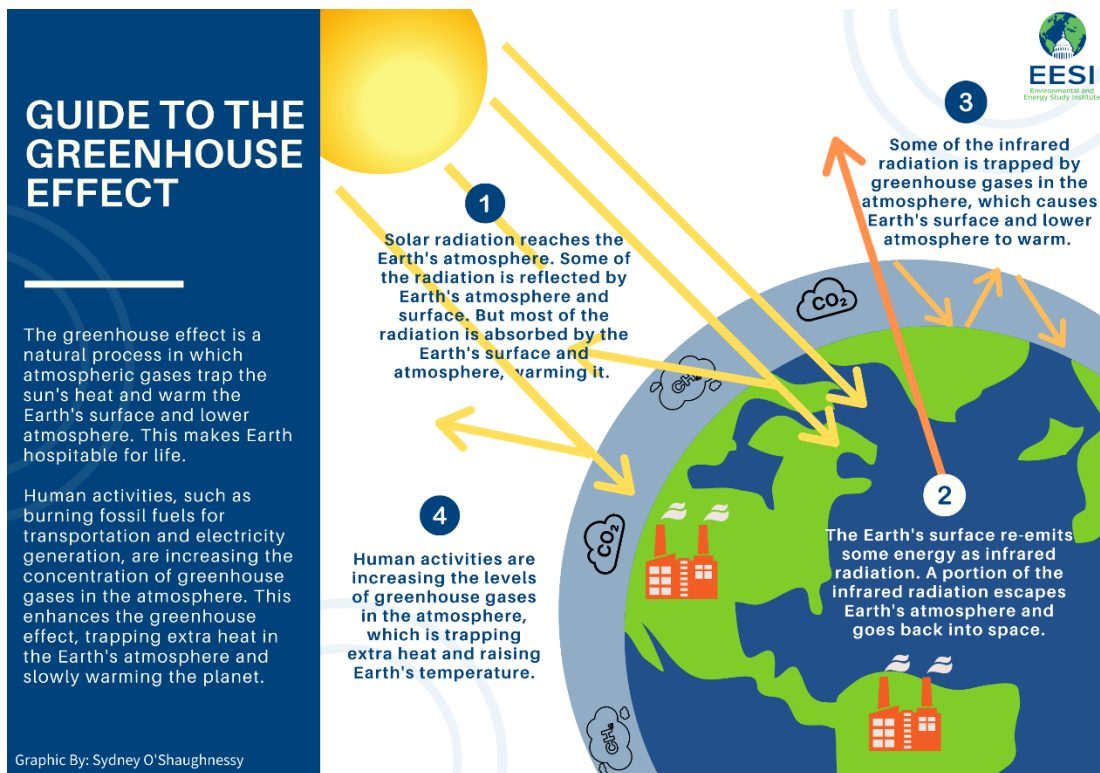 GUIDE TO THE
GREENHOUSE
EFFECT
The greenhouse effect is a
natural process in which
atmospheric gases trap the
sun's heat and warm the
Earth's surface and lower
atmosphere. This makes Earth
hospitable for life.
Human activities, such as
burning fossil fuels for
transportation and electricity
generation, are increasing the
concentration of greenhouse
gases in the atmosphere. This
enhances the greenhouse
effect, trapping extra heat in
the Earth's atmosphere and
slowly warming the planet.
Graphic By: Sydney O'Shaughnessy
1
Solar radiation reaches the
Earth's atmosphere. Some of
the radiation is reflected by
Earth's atmosphere and
surface. But most of the
radiation is absorbed by the
Earth's surface and
atmosphere, warming it.
2
The Earth's surface re-emits
some energy as infrared
radiation. A portion of the
infrared radiation escapes
Earth's atmosphere and
goes back into space.
3
Some of the infrared
radiation is trapped by
greenhouse gases in the
atmosphere, which causes
Earth's surface and lower
atmosphere to warm.
4
Human activities are
increasing the levels
of greenhouse gases
in the atmosphere,
which is trapping
extra heat and raising
Earth's temperature.
EESI
Environmental and
Energy Study Institute
CO₂
CH₄
CO₂
CH₄